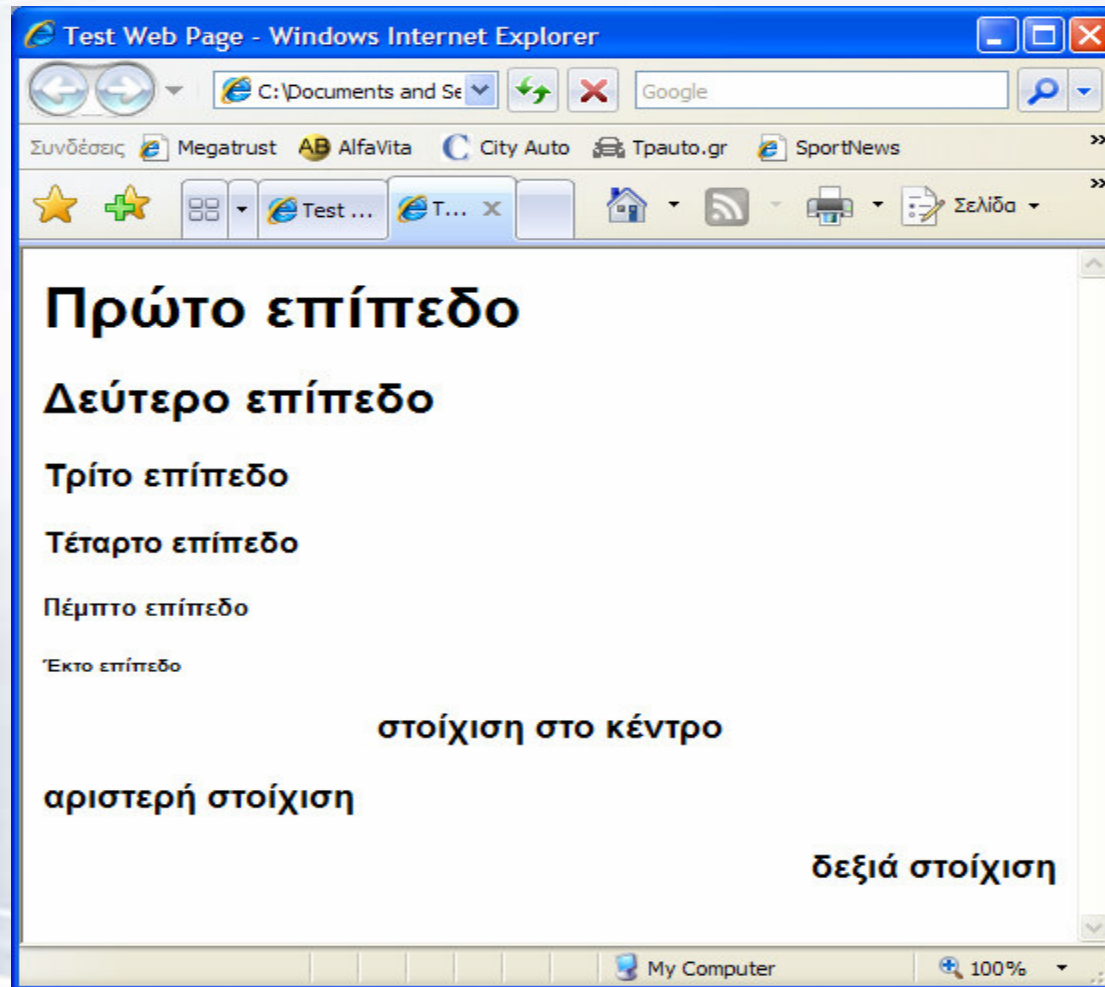 Test Web Page - Windows Internet Explorer
C:\Documents and Se Google
Συνδέσεις Megatrust AB AlfaVita C City Auto Tpauto.gr SportNews »
Test ... T... Σελίδα »
Πρώτο επίπεδο
Δεύτερο επίπεδο
Τρίτο επίπεδο
Τέταρτο επίπεδο
Πέμπτο επίπεδο
Έκτο επίπεδο
στοίχιση στο κέντρο
αριστερή στοίχιση
δεξιά στοίχιση
My Computer 100%